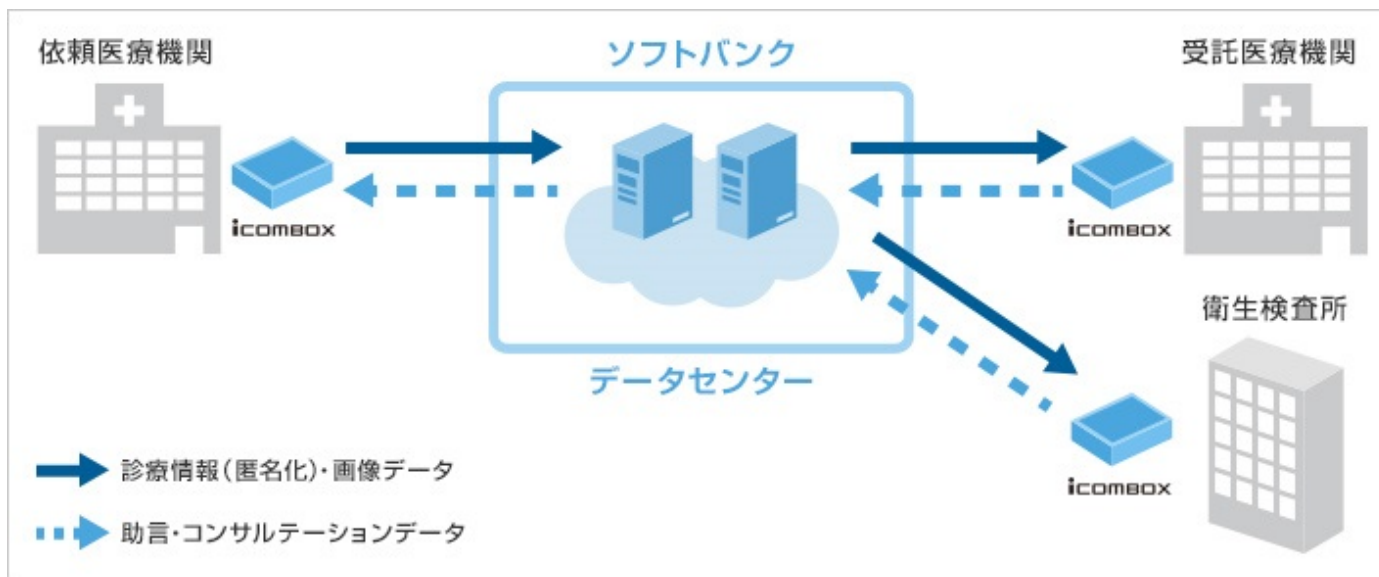 依頼医療機関
ソフトバンク
受託医療機関
icombox
icombox
衛生検査所
データセンター
icombox
診療情報(匿名化)・画像データ
助言・コンサルテーションデータ